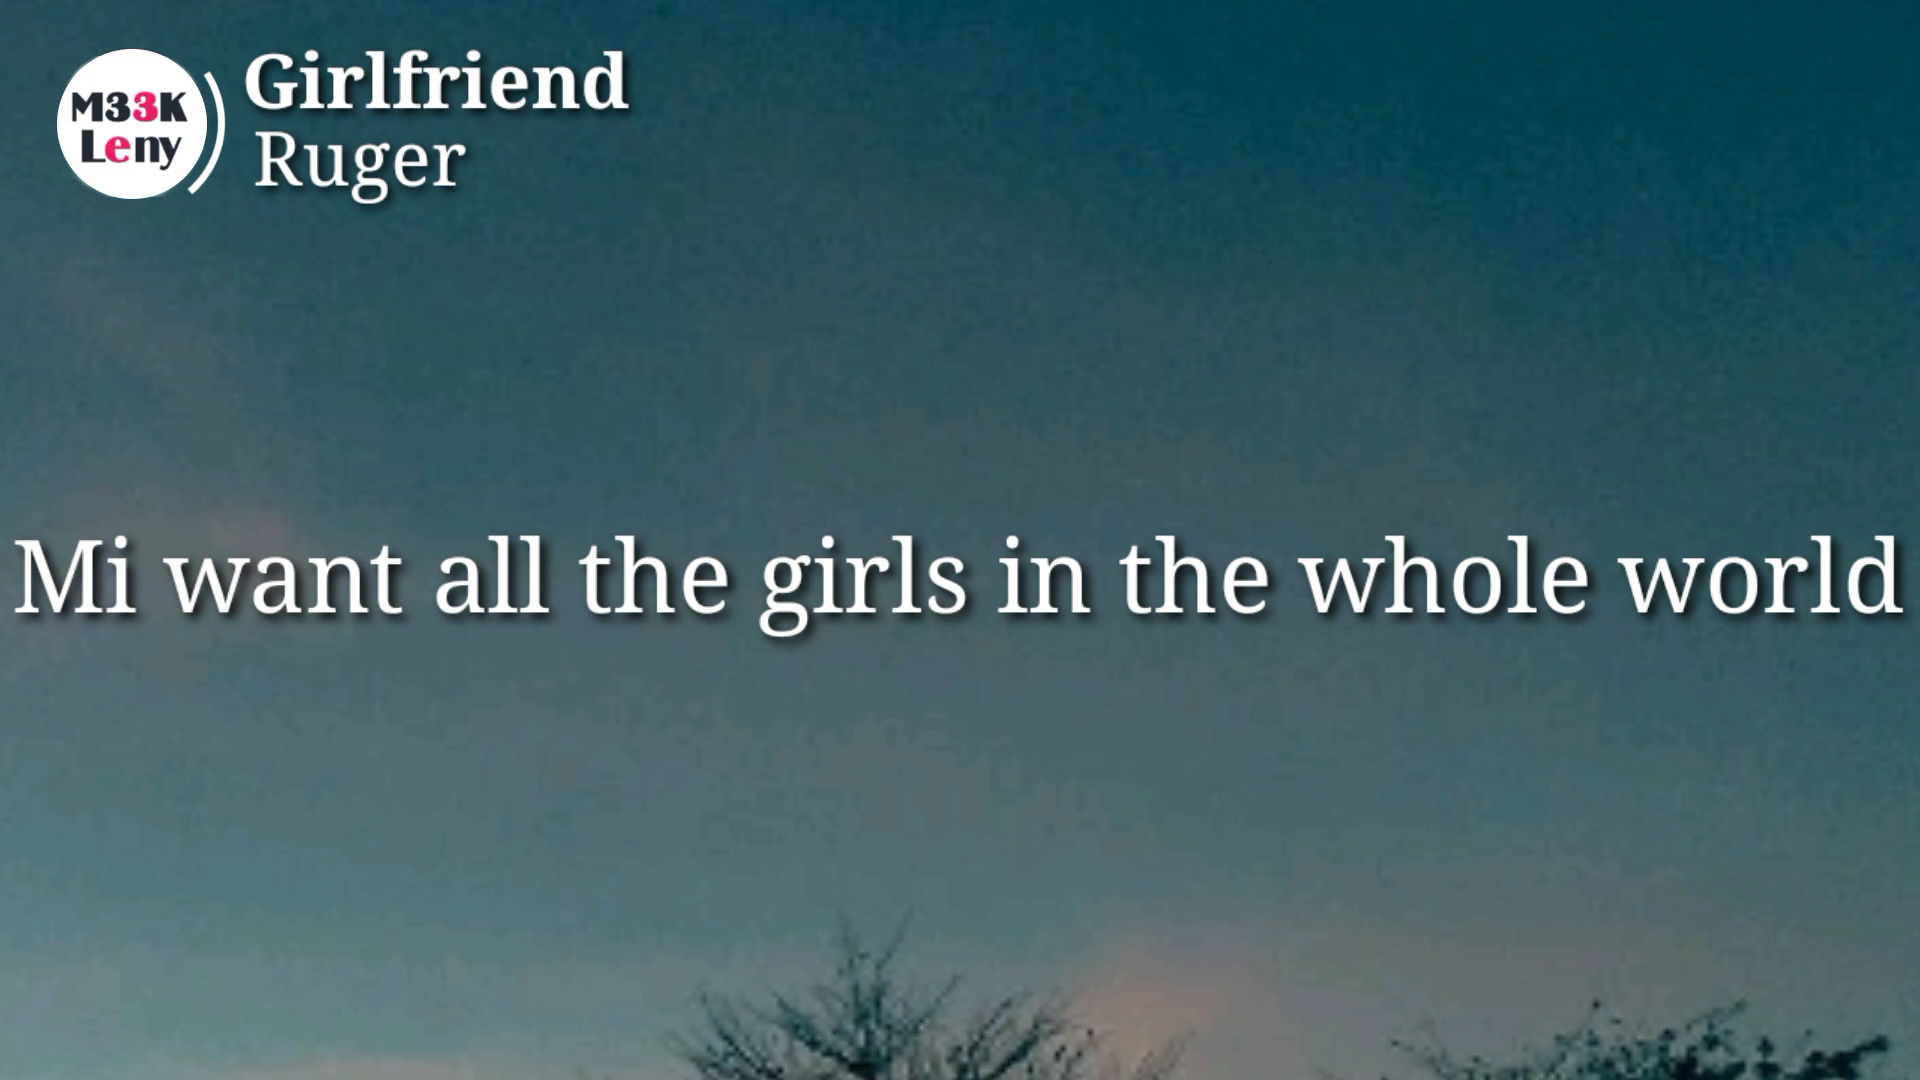 M33K
Leny
Girlfriend
Ruger
Mi want all the girls in the whole world